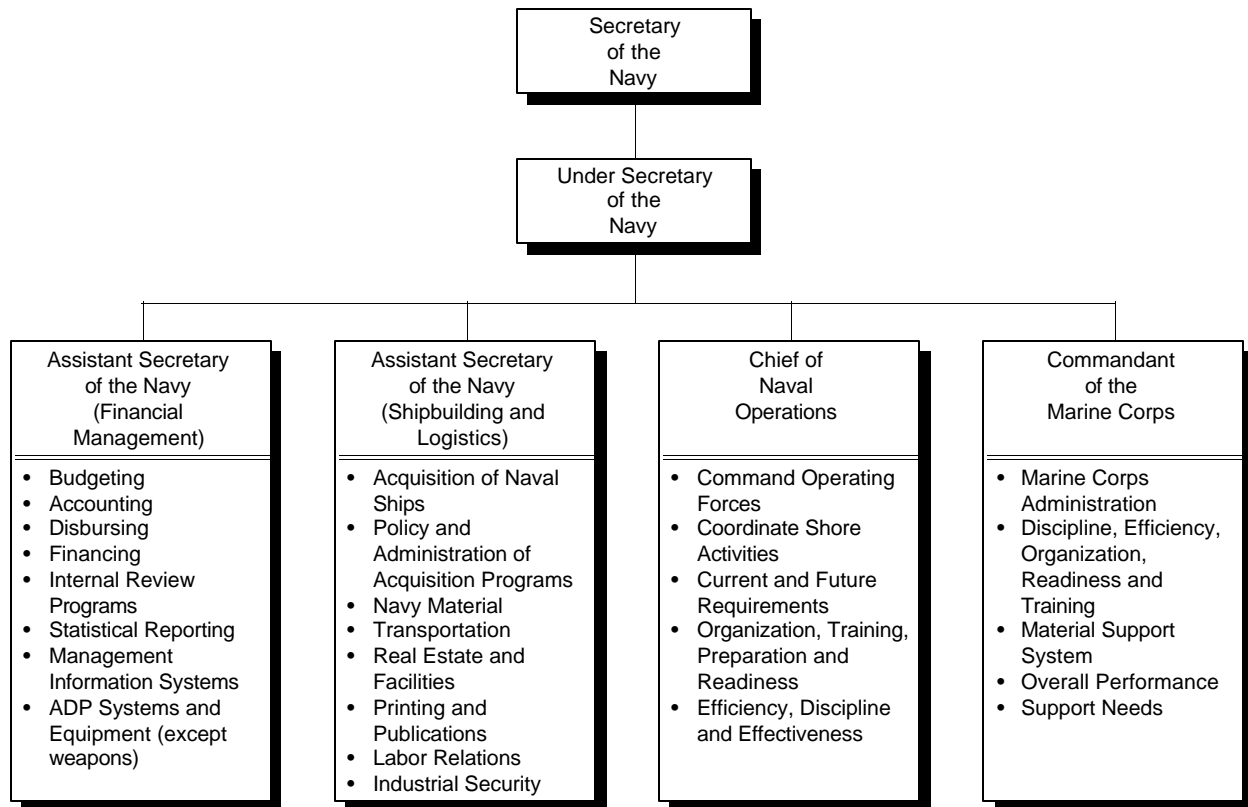 Secretary
of the
Navy
Under Secretary
of the
Navy
Assistant Secretary
of the Navy
(Financial
Management)
• Budgeting
• Accounting
• Disbursing
• Financing
• Internal Review
Programs
• Statistical Reporting
• Management
Information Systems
• ADP Systems and
Equipment (except
weapons)
Assistant Secretary
of the Navy
(Shipbuilding and
Logistics)
• Acquisition of Naval
Ships
• Policy and
Administration of
Acquisition Programs
• Navy Material
• Transportation
• Real Estate and
Facilities
• Printing and
Publications
• Labor Relations
• Industrial Security
Chief of
Naval
Operations
• Command Operating
Forces
• Coordinate Shore
Activities
• Current and Future
Requirements
• Organization, Training,
Preparation and
Readiness
• Efficiency, Discipline
and Effectiveness
Commandant
of the
Marine Corps
• Marine Corps
Administration
• Discipline, Efficiency,
Organization,
Readiness and
Training
• Material Support
System
• Overall Performance
• Support Needs